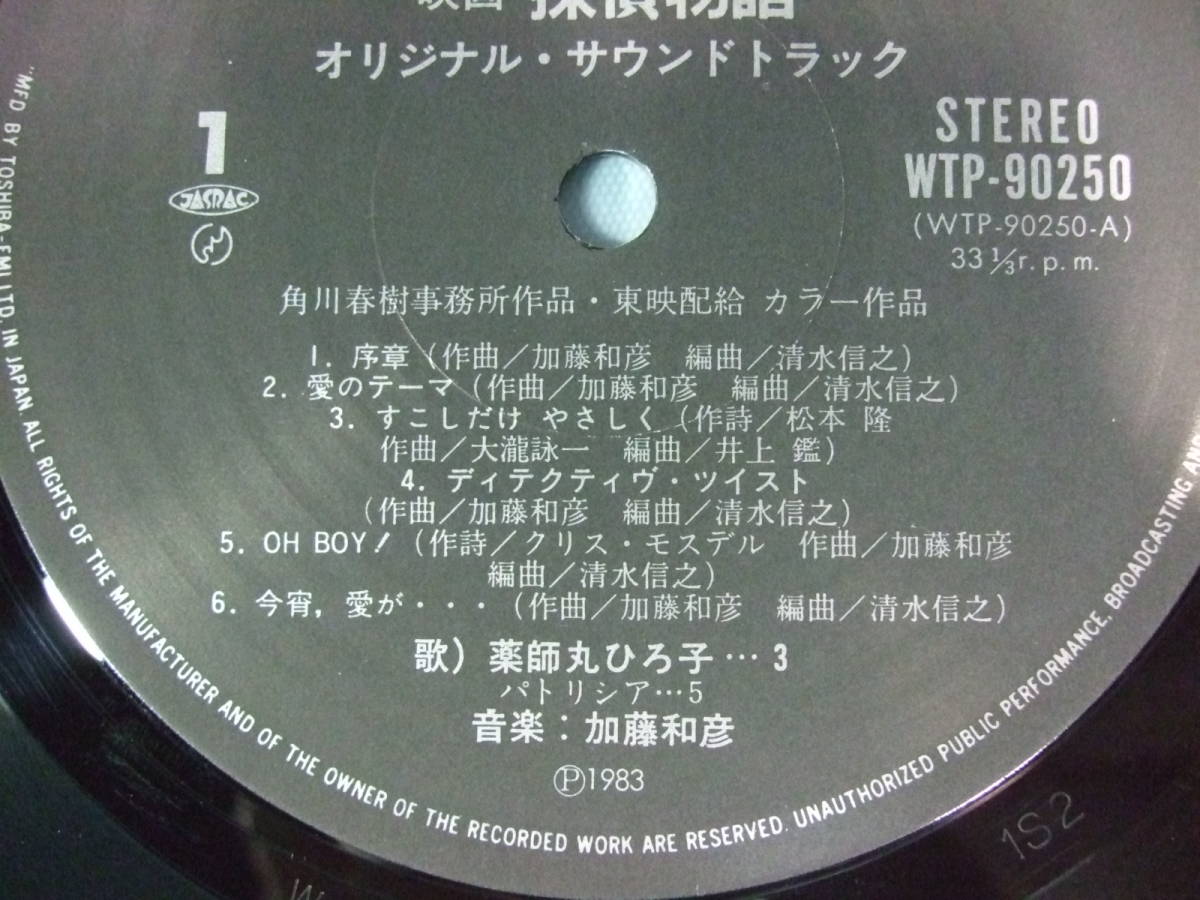 映画 探偵物語
オリジナル・サウンドトラック
1
JASRAC
STEREO
WTP-90250
(WTP-90250-A)
33⅓r.p.m.
角川春樹事務所作品・東映配給 カラー作品
1. 序章（作曲／加藤和彦 編曲／清水信之）
2. 愛のテーマ（作曲／加藤和彦 編曲／清水信之）
3. すこしだけ やさしく（作詩／松本 隆
作曲／大瀧詠一 編曲／井上 鑑）
4. ディテクティヴ・ツイスト
（作曲／加藤和彦 編曲／清水信之）
5. OH BOY！（作詩／クリス・モスデル 作曲／加藤和彦
編曲／清水信之）
6. 今宵，愛が・・・（作曲／加藤和彦 編曲／清水信之）
歌）薬師丸ひろ子…3
パトリシア…5
音楽：加藤和彦
Ⓟ1983
"MFD BY TOSHIBA-EMI LTD. IN JAPAN ALL RIGHTS OF THE MANUFACTURER AND OF THE OWNER OF THE RECORDED WORK ARE RESERVED. UNAUTHORIZED PUBLIC PERFORMANCE, BROADCASTING
1S2